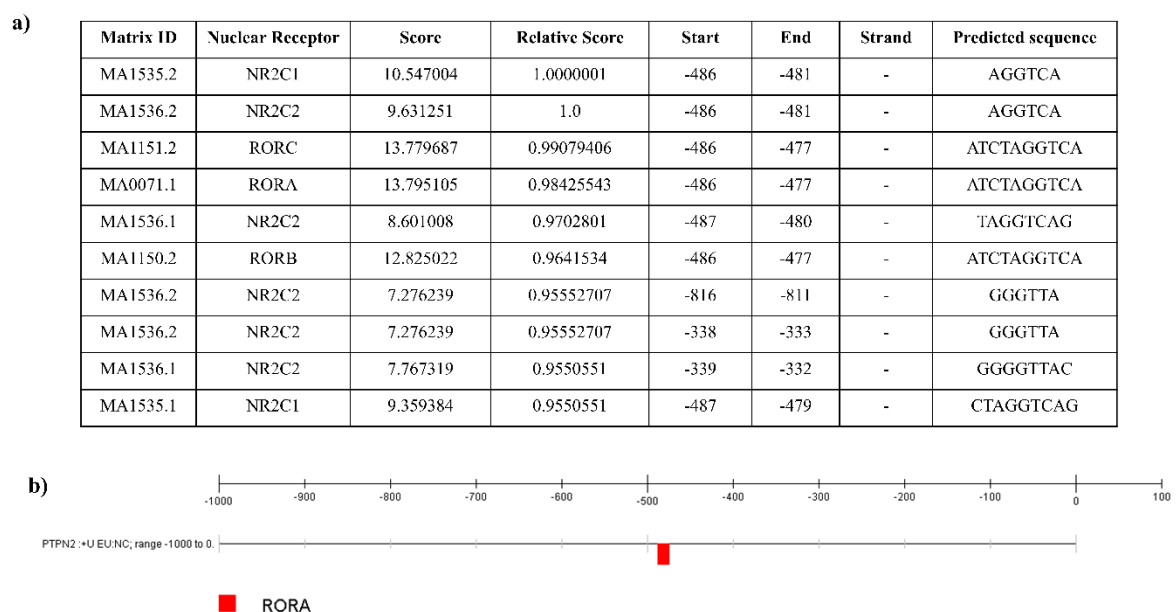 a)
Matrix ID Nuclear Receptor Score Relative Score Start End Strand Predicted sequence
MA1535.2 NR2C1 10.547004 1.0000001 -486 -481 - AGGTCA
MA1536.2 NR2C2 9.631251 1.0 -486 -481 - AGGTCA
MA1151.2 RORC 13.779687 0.99079406 -486 -477 - ATCTAGGTCA
MA0071.1 RORA 13.795105 0.98425543 -486 -477 - ATCTAGGTCA
MA1536.1 NR2C2 8.601008 0.9702801 -487 -480 - TAGGTCAG
MA1150.2 RORB 12.825022 0.9641534 -486 -477 - ATCTAGGTCA
MA1536.2 NR2C2 7.276239 0.95552707 -816 -811 - GGGTTA
MA1536.2 NR2C2 7.276239 0.95552707 -338 -333 - GGGTTA
MA1536.1 NR2C2 7.767319 0.9550551 -339 -332 - GGGGTTAC
MA1535.1 NR2C1 9.359384 0.9550551 -487 -479 - CTAGGTCAG
b)
-1000 -900 -800 -700 -600 -500 -400 -300 -200 -100 0 100
PTPN2 :+U EU:NC; range -1000 to 0.
RORA